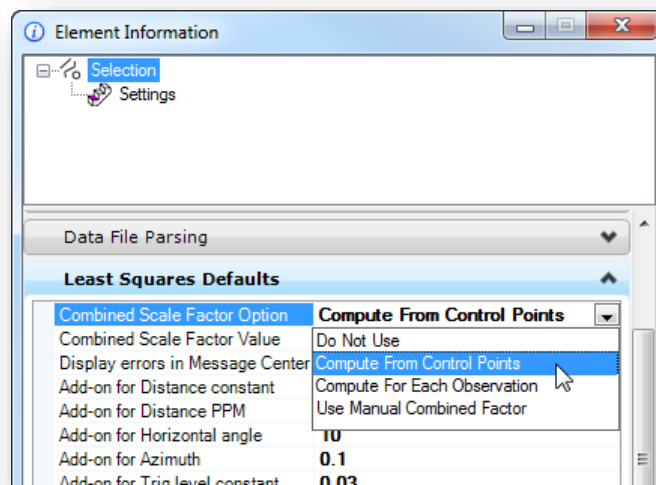 Element Information
Selection
Settings
Data File Parsing
Least Squares Defaults
Combined Scale Factor Option Compute From Control Points
Combined Scale Factor Value Do Not Use
Display errors in Message Center Compute From Control Points
Add-on for Distance constant Compute For Each Observation
Add-on for Distance PPM Use Manual Combined Factor
Add-on for Horizontal angle 10
Add-on for Azimuth 0.1
Add-on for Trig level constant 0.03